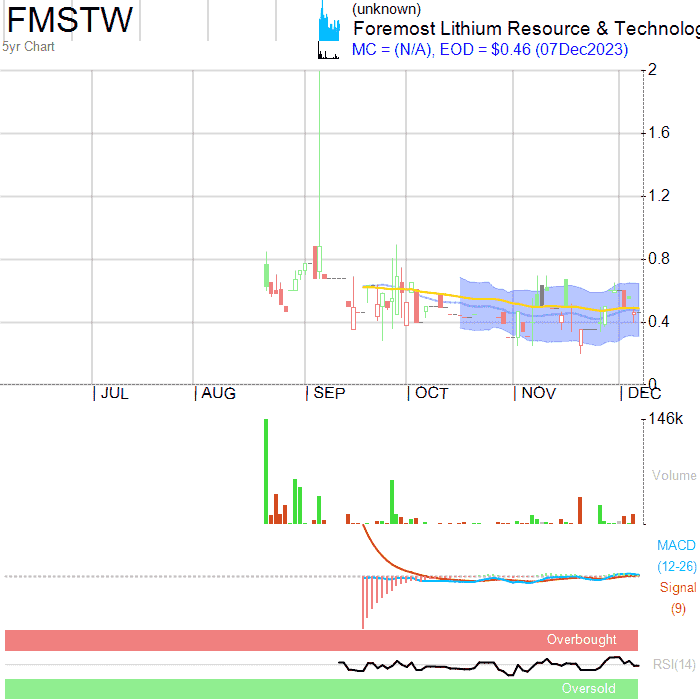 FMSTW
5yr Chart
(unknown)
Foremost Lithium Resource & Technolog
MC = (N/A), EOD = $0.46 (07Dec2023)
2
1.6
1.2
0.8
0.4
0
JUL
AUG
SEP
OCT
NOV
DEC
146k
Volume
MACD
(12-26)
Signal
(9)
Overbought
RSI(14)
Oversold